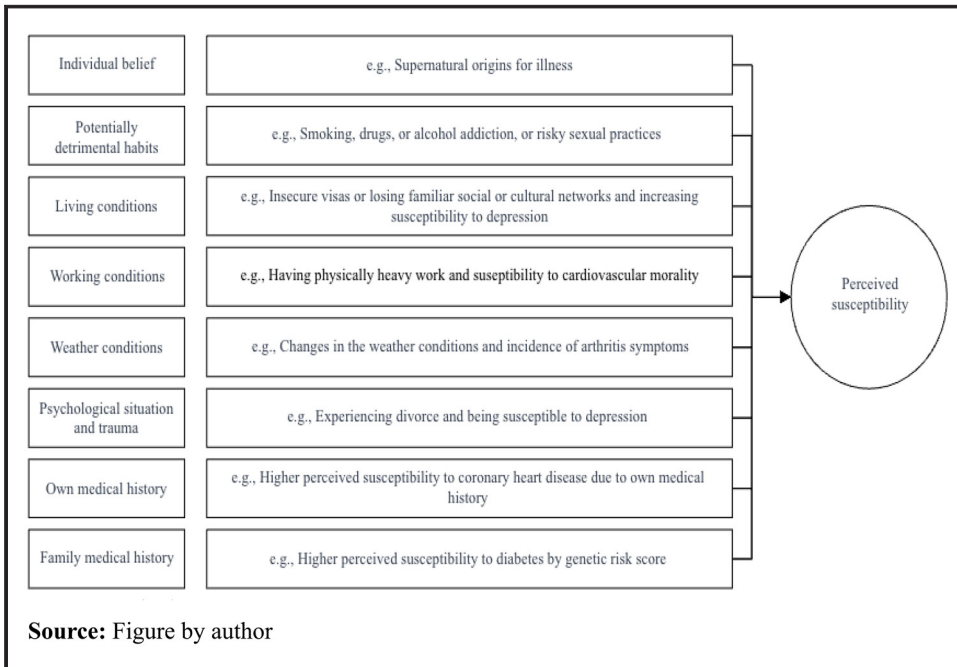 Individual belief
e.g., Supernatural origins for illness
Potentially
detrimental habits
e.g., Smoking, drugs, or alcohol addiction, or risky sexual practices
Living conditions
e.g., Insecure visas or losing familiar social or cultural networks and increasing
susceptibility to depression
Working conditions
e.g., Having physically heavy work and suseptibility to cardiovascular morality
Weather conditions
e.g., Changes in the weather conditions and incidence of arthritis symptoms
Psychological situation
and trauma
e.g., Experiencing divorce and being susceptible to depression
Own medical history
e.g., Higher perceived susceptibility to coronary heart disease due to own medical
history
Family medical history
e.g., Higher perceived susceptibility to diabetes by genetic risk score
Perceived
susceptibility
Source: Figure by author